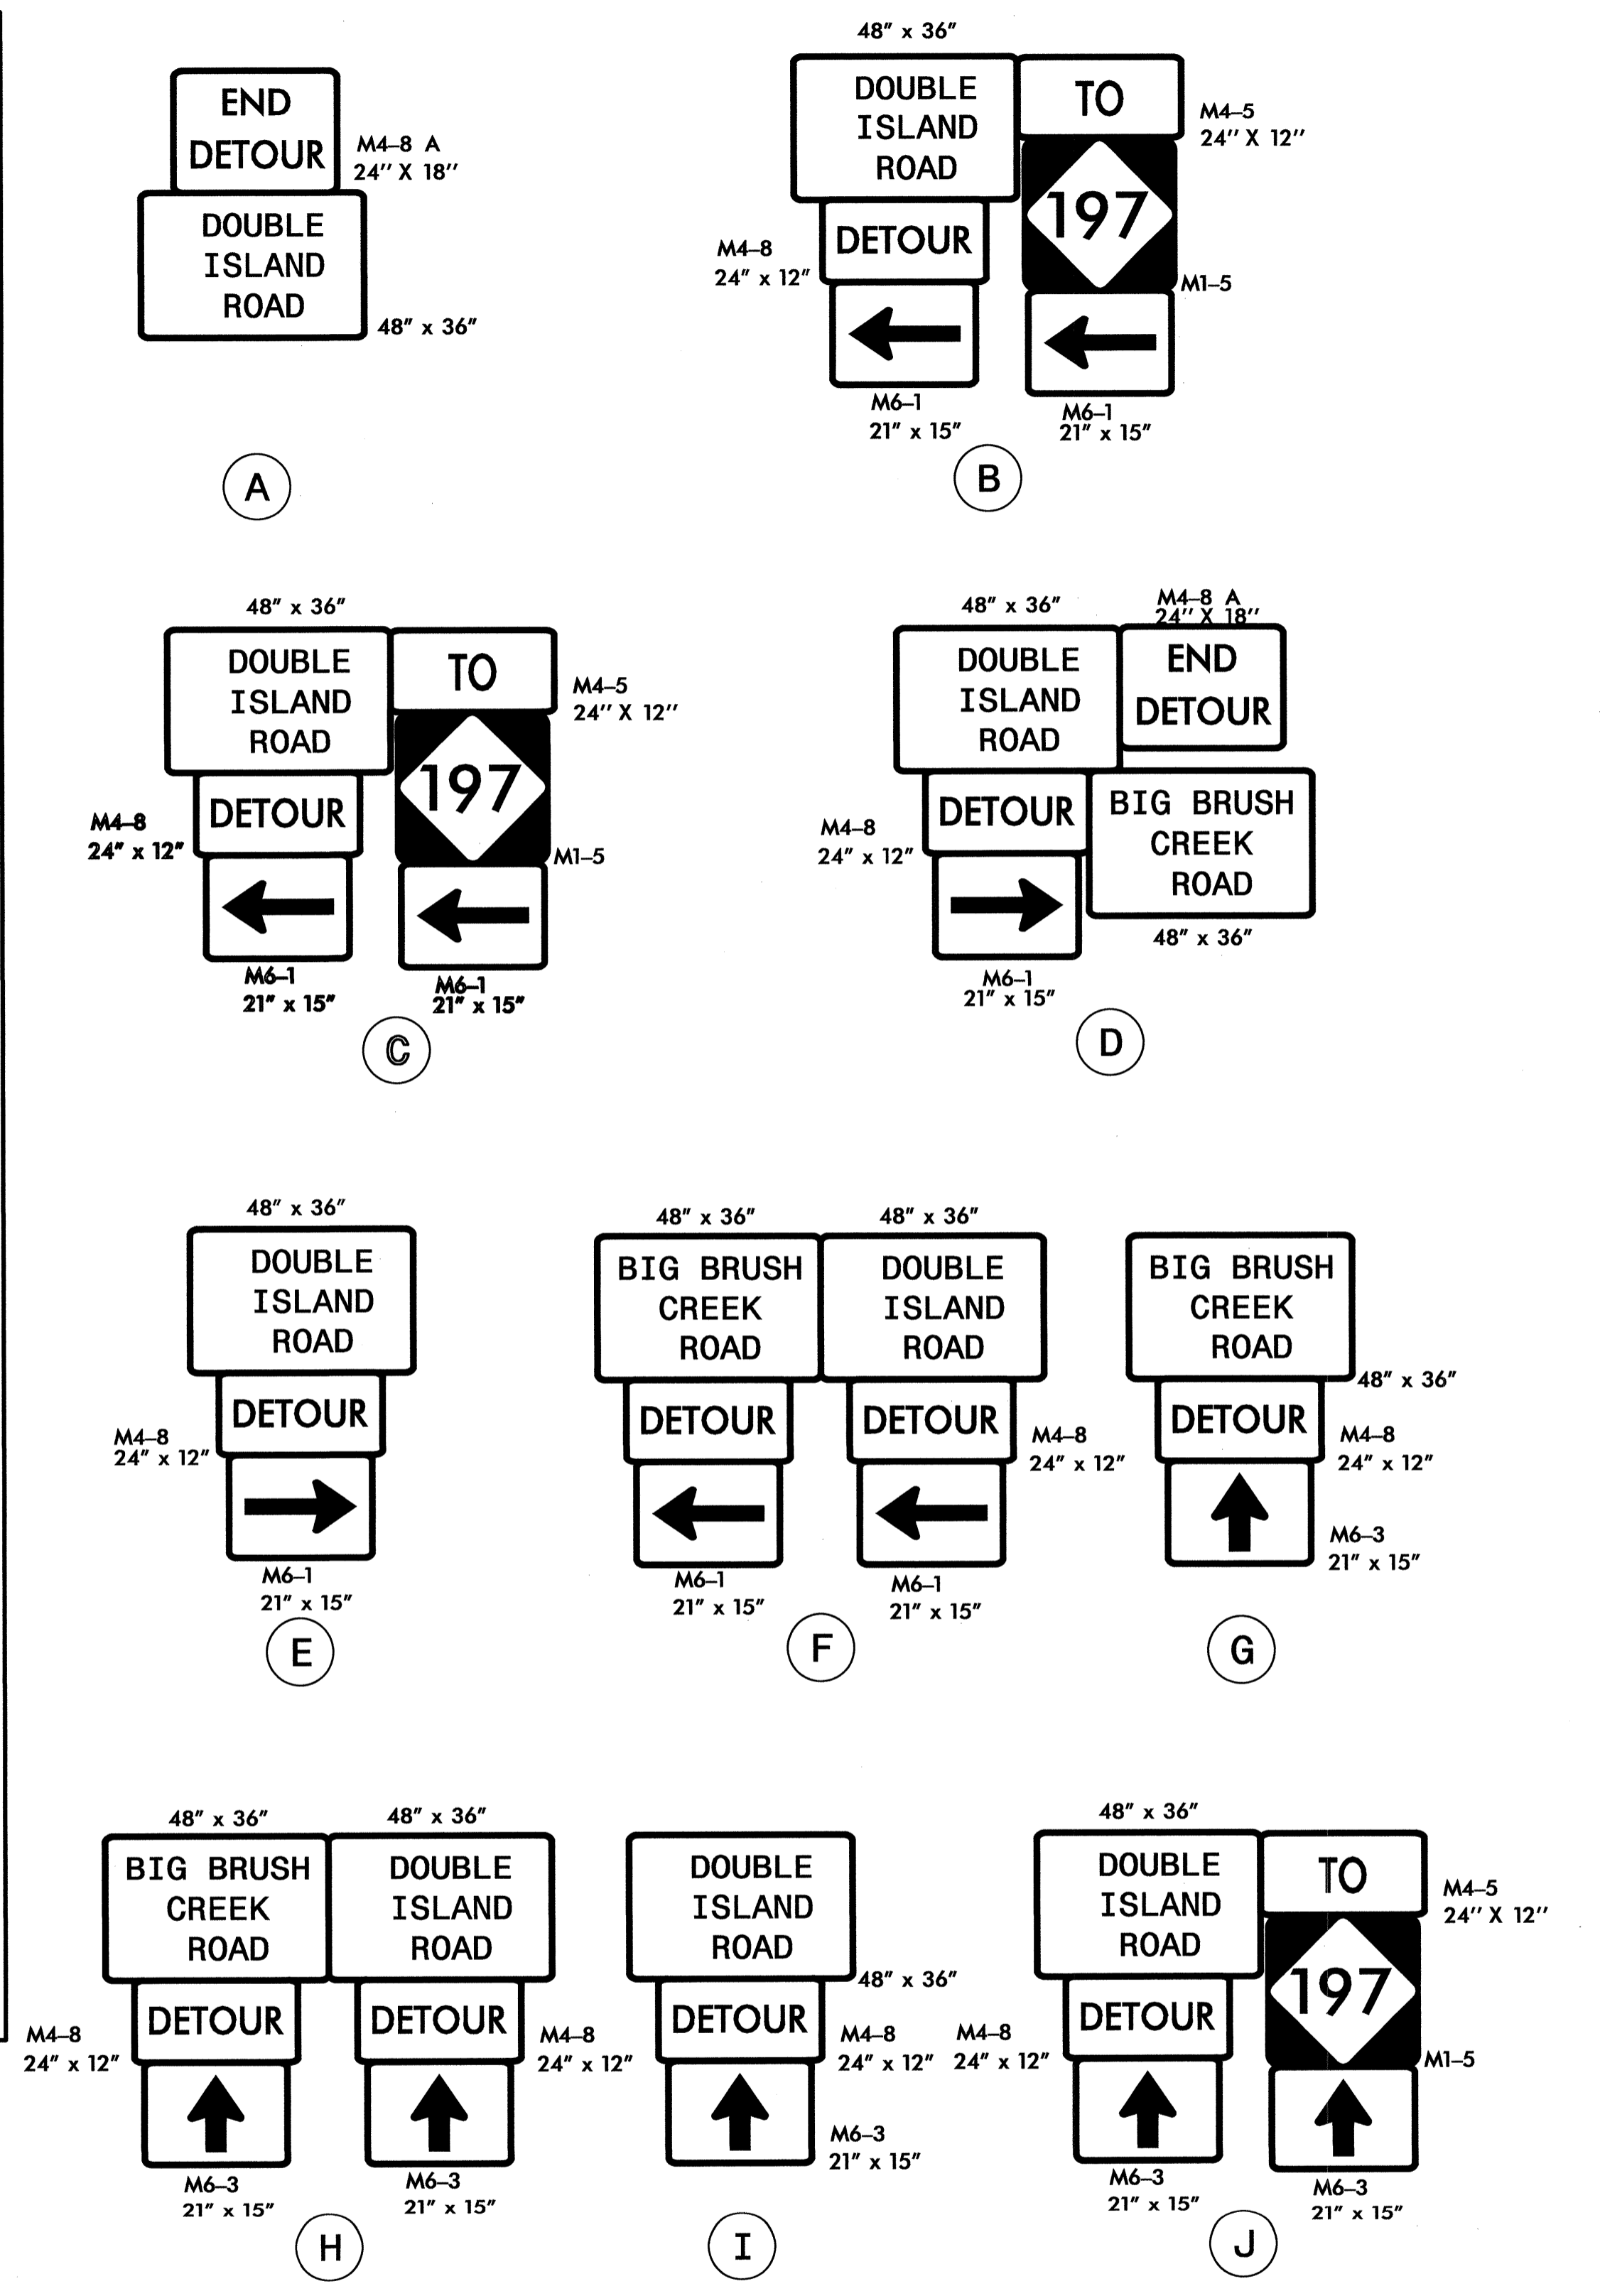 END
DETOUR
M4-8 A
24" X 18"
DOUBLE
ISLAND
ROAD
48" x 36"
A
48" x 36"
DOUBLE
ISLAND
ROAD
TO
M4-5
24" X 12"
197
M4-8
24" x 12"
DETOUR
M1-5
M6-1
21" x 15"
M6-1
21" x 15"
B
48" x 36"
DOUBLE
ISLAND
ROAD
TO
M4-5
24" X 12"
197
M4-8
24" x 12"
DETOUR
M1-5
M6-1
21" x 15"
M6-1
21" x 15"
C
48" x 36"
M4-8 A
24" X 18"
DOUBLE
ISLAND
ROAD
END
DETOUR
M4-8
24" x 12"
DETOUR
BIG BRUSH
CREEK
ROAD
48" x 36"
M6-1
21" x 15"
D
48" x 36"
DOUBLE
ISLAND
ROAD
DETOUR
M4-8
24" x 12"
M6-1
21" x 15"
E
48" x 36"
48" x 36"
BIG BRUSH
CREEK
ROAD
DOUBLE
ISLAND
ROAD
DETOUR
DETOUR
M4-8
24" x 12"
M6-1
21" x 15"
M6-1
21" x 15"
F
BIG BRUSH
CREEK
ROAD
48" x 36"
DETOUR
M4-8
24" x 12"
M6-3
21" x 15"
G
48" x 36"
48" x 36"
BIG BRUSH
CREEK
ROAD
DOUBLE
ISLAND
ROAD
DETOUR
DETOUR
M4-8
24" x 12"
M4-8
24" x 12"
M6-3
21" x 15"
M6-3
21" x 15"
H
DOUBLE
ISLAND
ROAD
48" x 36"
DETOUR
M4-8
24" x 12"
M6-3
21" x 15"
I
48" x 36"
DOUBLE
ISLAND
ROAD
TO
M4-5
24" X 12"
197
M4-8
24" x 12"
DETOUR
M1-5
M6-3
21" x 15"
M6-3
21" x 15"
J